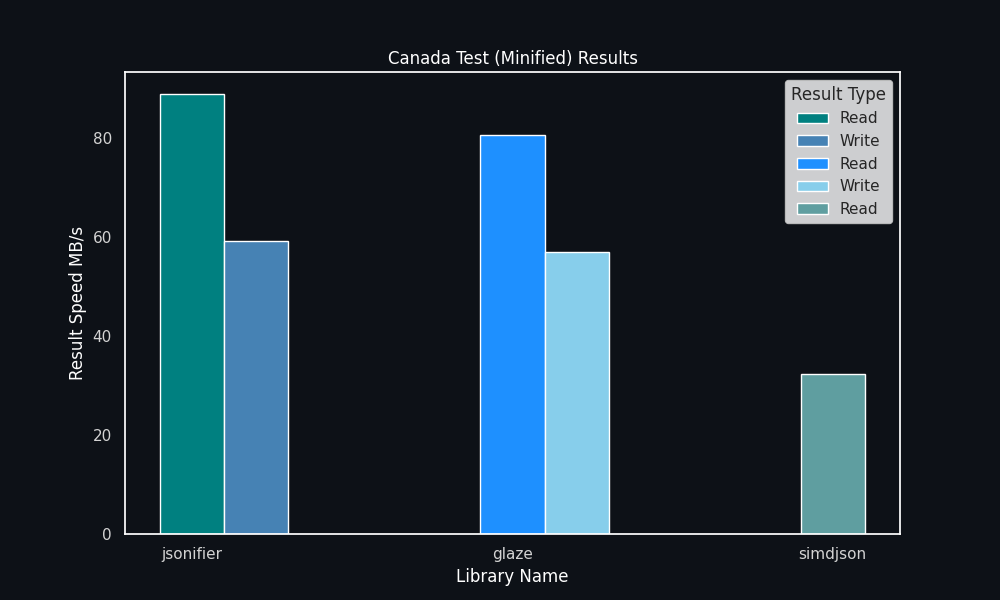 Canada Test (Minified) Results
Result Type
Read
Write
Read
Write
Read
Result Speed MB/s
80
60
40
20
0
jsonifier glaze simdjson
Library Name